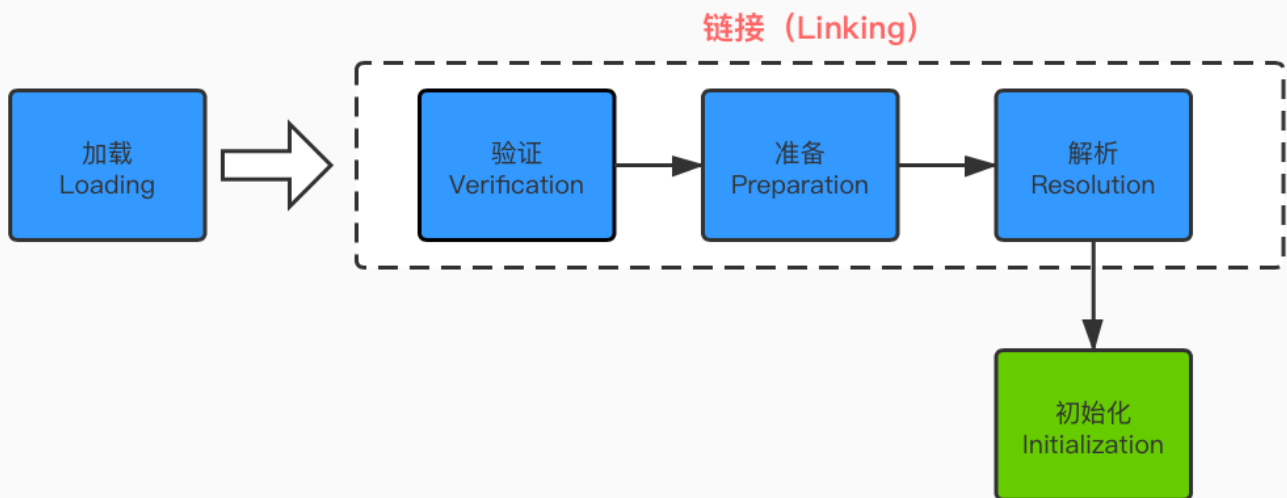 链接（Linking）
加载
Loading
验证
Verification
准备
Preparation
解析
Resolution
初始化
Initialization